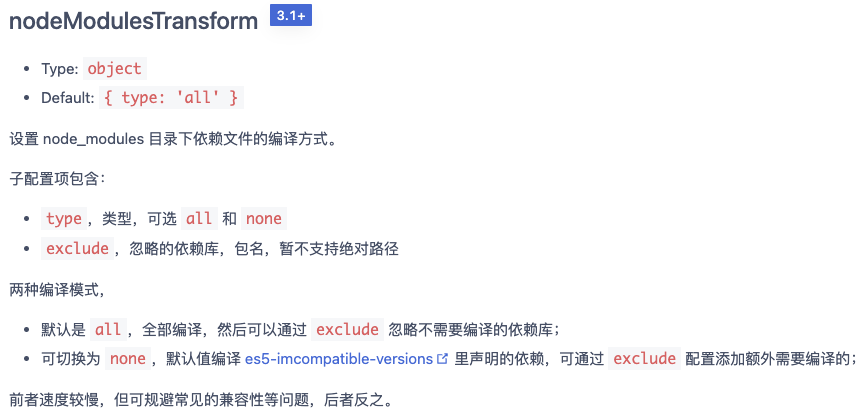 nodeModulesTransform 3.1+
• Type: object
• Default: { type: 'all' }
设置 node_modules 目录下依赖文件的编译方式。
子配置项包含：
• type，类型，可选 all 和 none
• exclude，忽略的依赖库，包名，暂不支持绝对路径
两种编译模式，
• 默认是 all，全部编译，然后可以通过 exclude 忽略不需要编译的依赖库；
• 可切换为 none，默认值编译 es5-imcompatible-versions 里声明的依赖，可通过 exclude 配置添加额外需要编译的；
前者速度较慢，但可规避常见的兼容性等问题，后者反之。